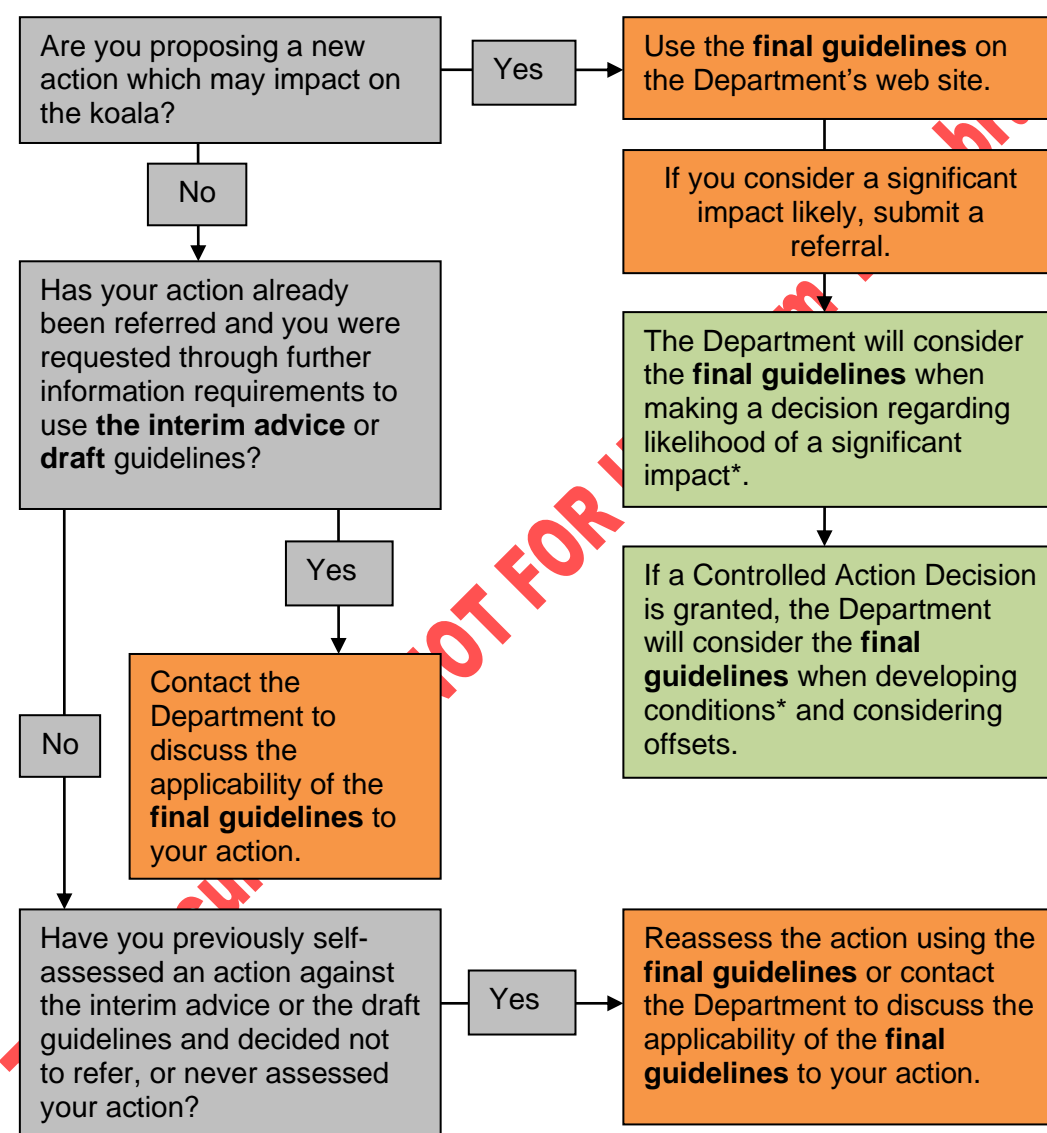 Are you proposing a new
action which may impact on
the koala?
Yes
Use the final guidelines on
the Department's web site.
No
If you consider a significant
impact likely, submit a
referral.
Has your action already
been referred and you were
requested through further
information requirements to
use the interim advice or
draft guidelines?
The Department will consider
the final guidelines when
making a decision regarding
likelihood of a significant
impact*.
Yes
If a Controlled Action Decision
is granted, the Department
will consider the final
guidelines when developing
conditions* and considering
offsets.
Contact the
Department to
discuss the
applicability of the
final guidelines to
your action.
No
Have you previously self-
assessed an action against
the interim advice or the draft
guidelines and decided not
to refer, or never assessed
your action?
Yes
Reassess the action using the
final guidelines or contact
the Department to discuss the
applicability of the final
guidelines to your action.
NOT FOR